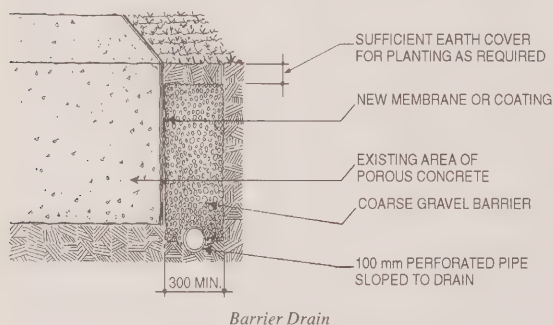 SUFFICIENT EARTH COVER
FOR PLANTING AS REQUIRED
NEW MEMBRANE OR COATING
EXISTING AREA OF
POROUS CONCRETE
COARSE GRAVEL BARRIER
100 mm PERFORATED PIPE
SLOPED TO DRAIN
300 MIN.
Barrier Drain